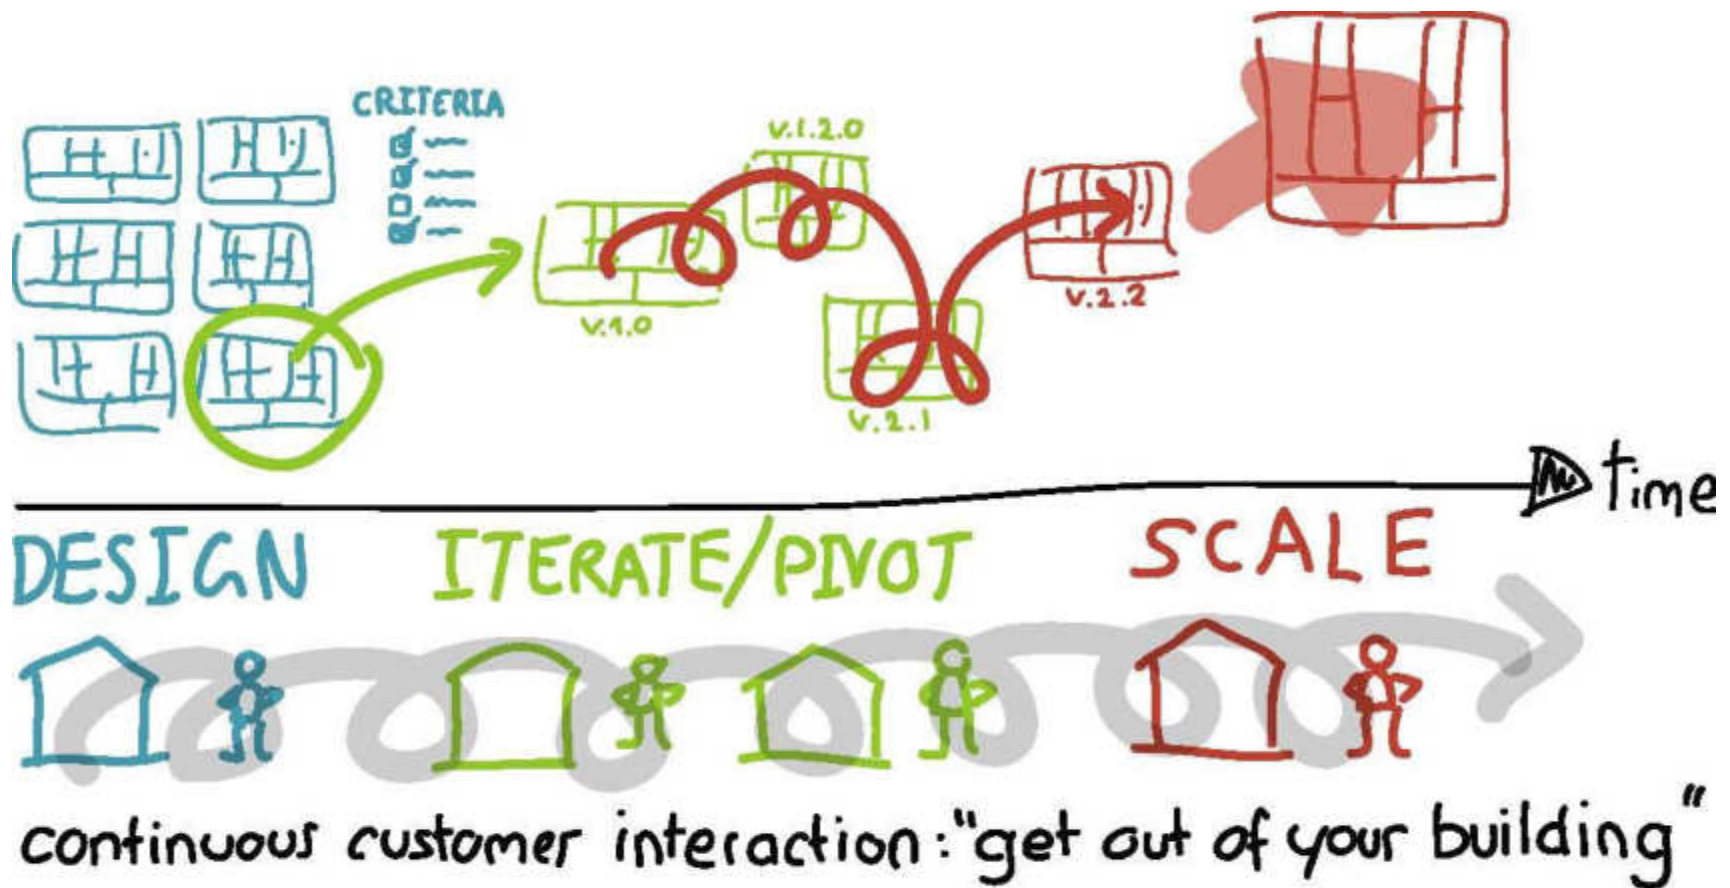 CRITERIA
v.1.2.0
v.1.0
v.2.2
v.2.1
time
DESIGN
ITERATE/PIVOT
SCALE
continuous customer interaction: "get out of your building"